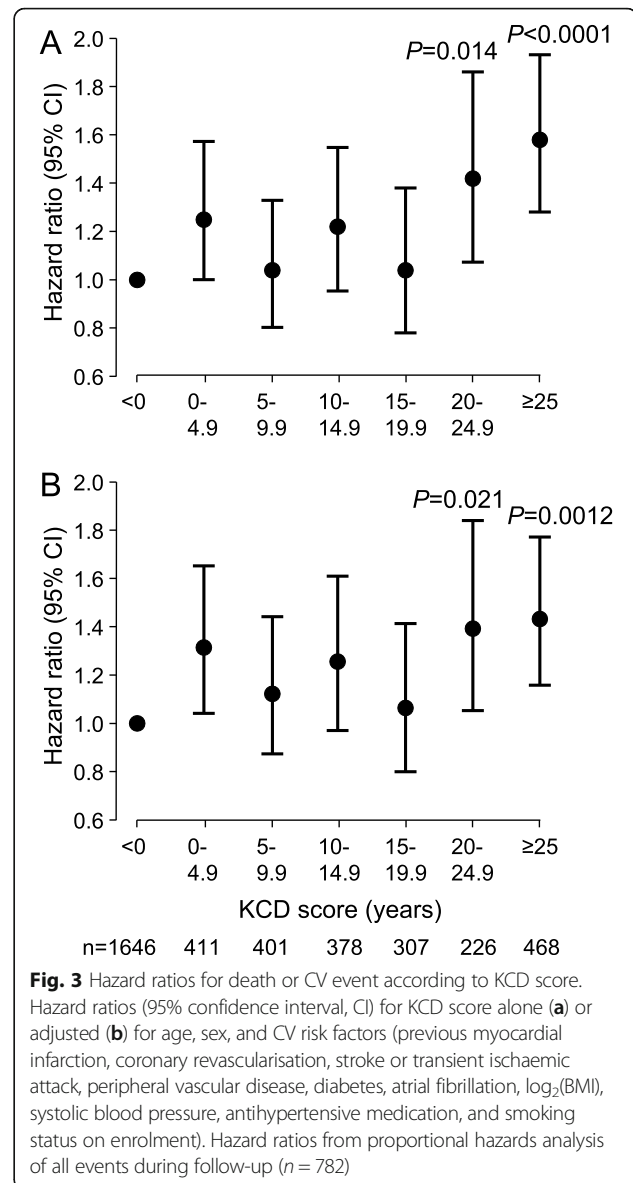 A
P=0.014
P<0.0001
Hazard ratio (95% CI)
2.0
1.8
1.6
1.4
1.2
1.0
0.8
0.6
<0 0- 5- 10- 15- 20- ≥25
4.9 9.9 14.9 19.9 24.9
B
P=0.021
P=0.0012
Hazard ratio (95% CI)
2.0
1.8
1.6
1.4
1.2
1.0
0.8
0.6
<0 0- 5- 10- 15- 20- ≥25
4.9 9.9 14.9 19.9 24.9
KCD score (years)
n=1646 411 401 378 307 226 468
Fig. 3 Hazard ratios for death or CV event according to KCD score.
Hazard ratios (95% confidence interval, CI) for KCD score alone (a) or
adjusted (b) for age, sex, and CV risk factors (previous myocardial
infarction, coronary revascularisation, stroke or transient ischaemic
attack, peripheral vascular disease, diabetes, atrial fibrillation, log₂(BMI),
systolic blood pressure, antihypertensive medication, and smoking
status on enrolment). Hazard ratios from proportional hazards analysis
of all events during follow-up (n = 782)